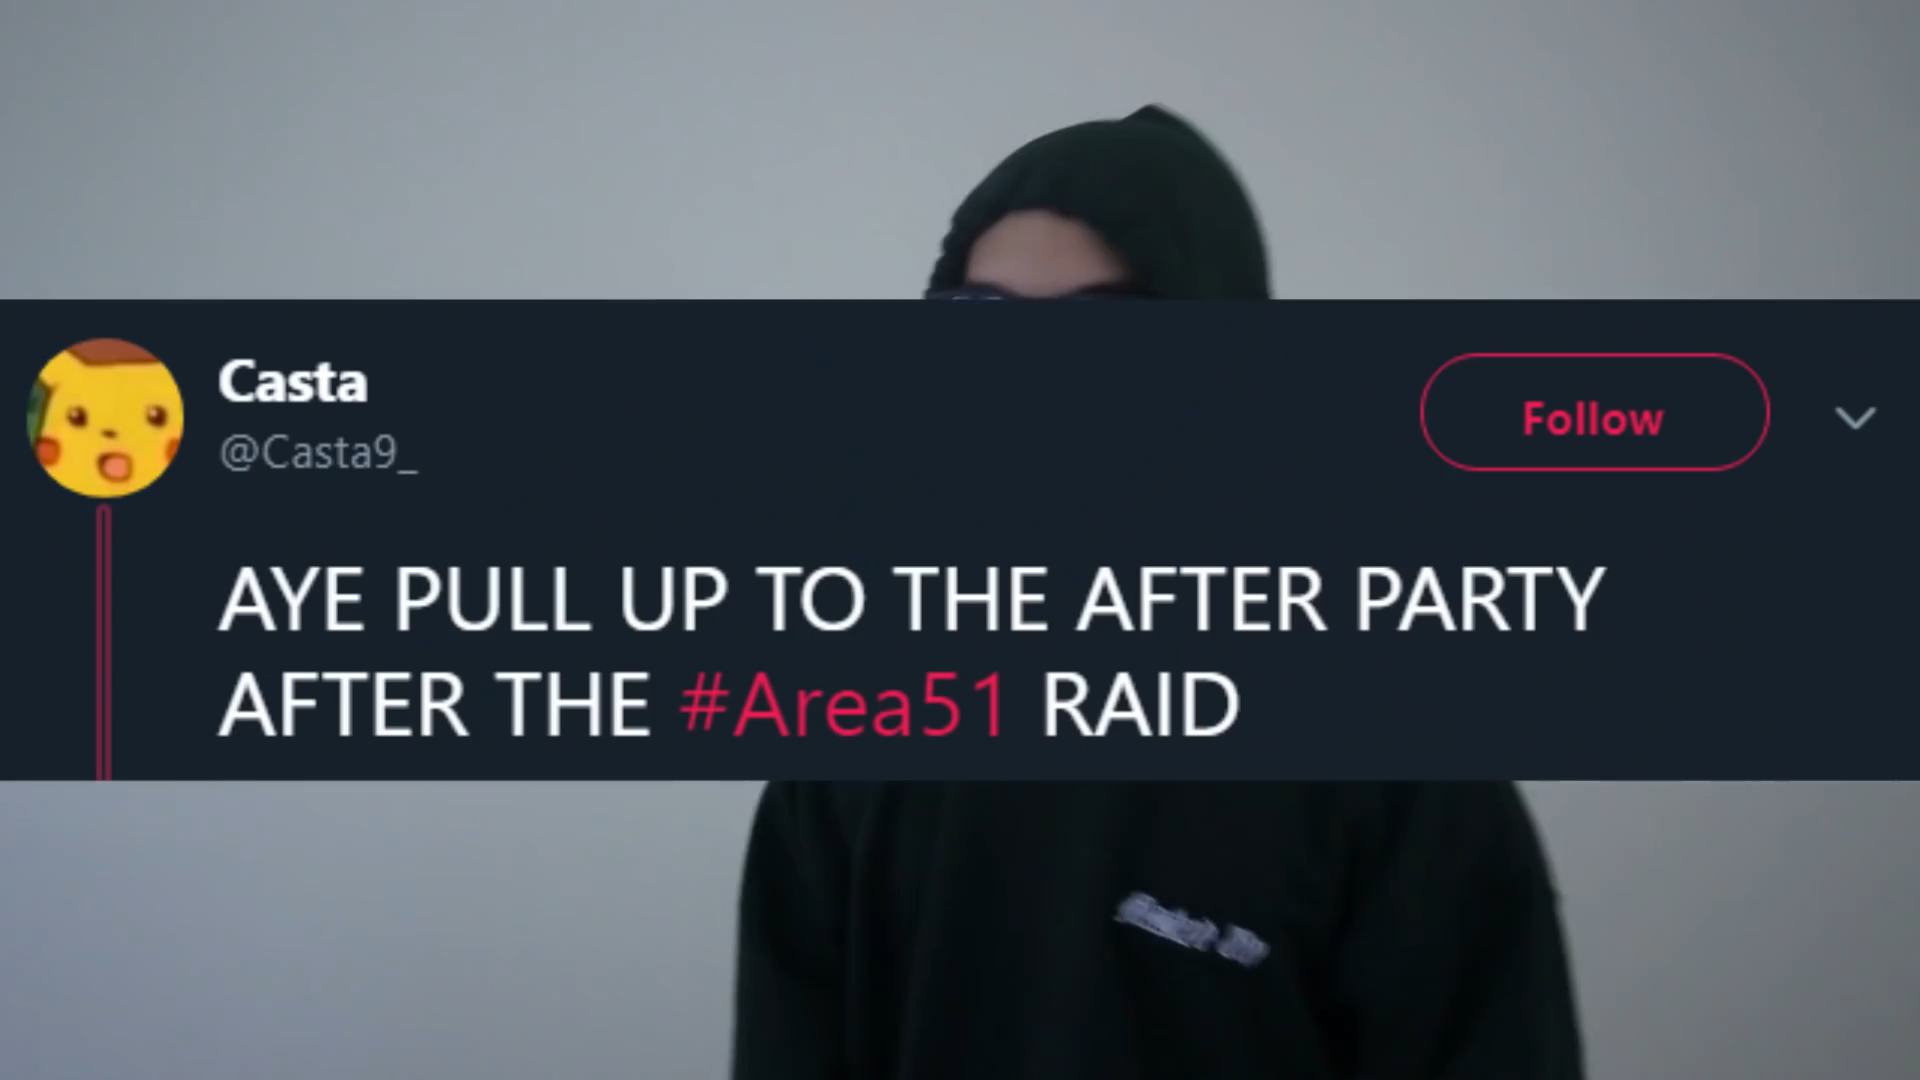 Casta
@Casta9_
Follow
AYE PULL UP TO THE AFTER PARTY
AFTER THE #Area51 RAID